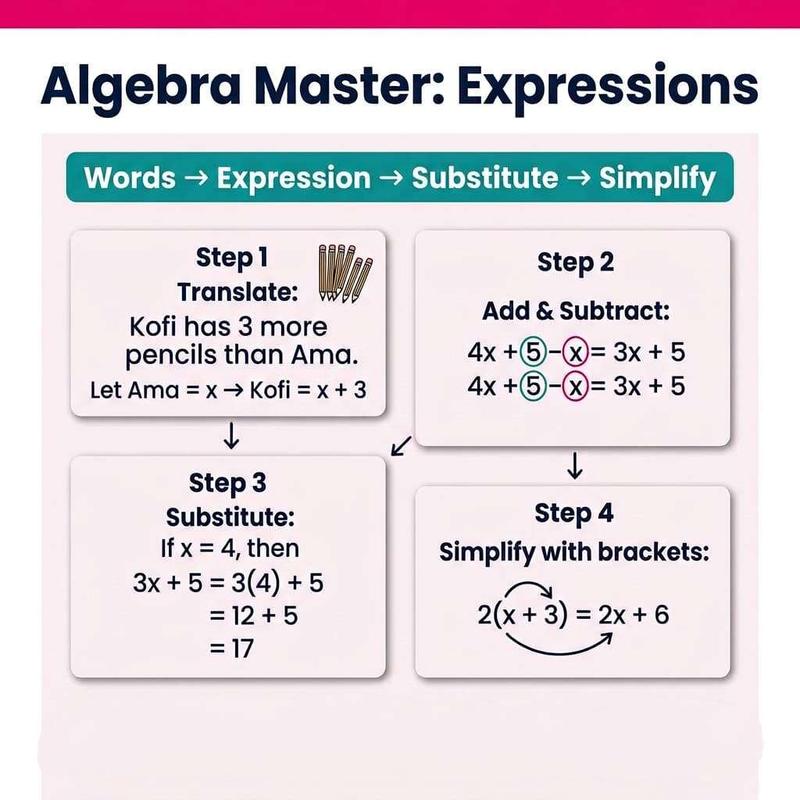 Algebra Master: Expressions
Words → Expression → Substitute → Simplify
Step 1
Translate:
Kofi has 3 more
pencils than Ama.
Let Ama = x → Kofi = x + 3
Step 2
Add & Subtract:
4x + 5 − x = 3x + 5
4x + 5 − x = 3x + 5
Step 3
Substitute:
If x = 4, then
3x + 5 = 3(4) + 5
= 12 + 5
= 17
Step 4
Simplify with brackets:
2(x + 3) = 2x + 6